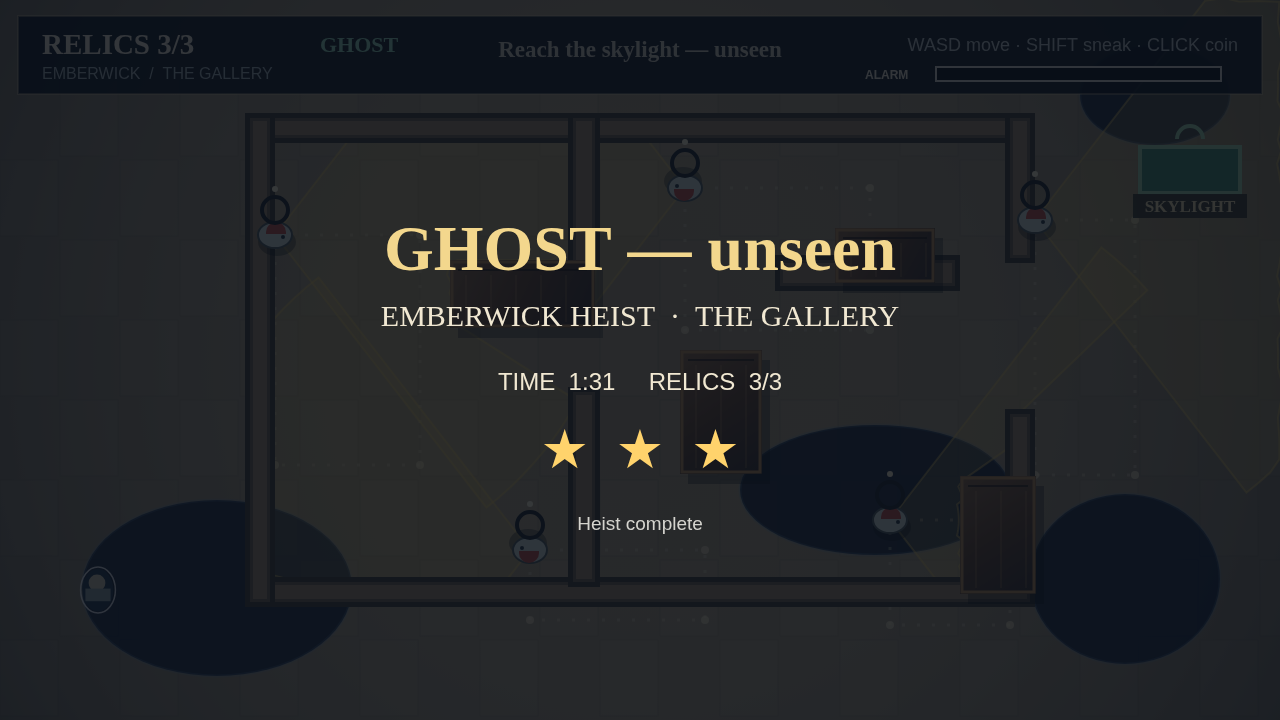 RELICS 3/3
GHOST
Reach the skylight — unseen
WASD move · SHIFT sneak · CLICK coin
EMBERWICK / THE GALLERY
ALARM
SKYLIGHT
GHOST — unseen
EMBERWICK HEIST · THE GALLERY
TIME 1:31 RELICS 3/3
★ ★ ★
Heist complete